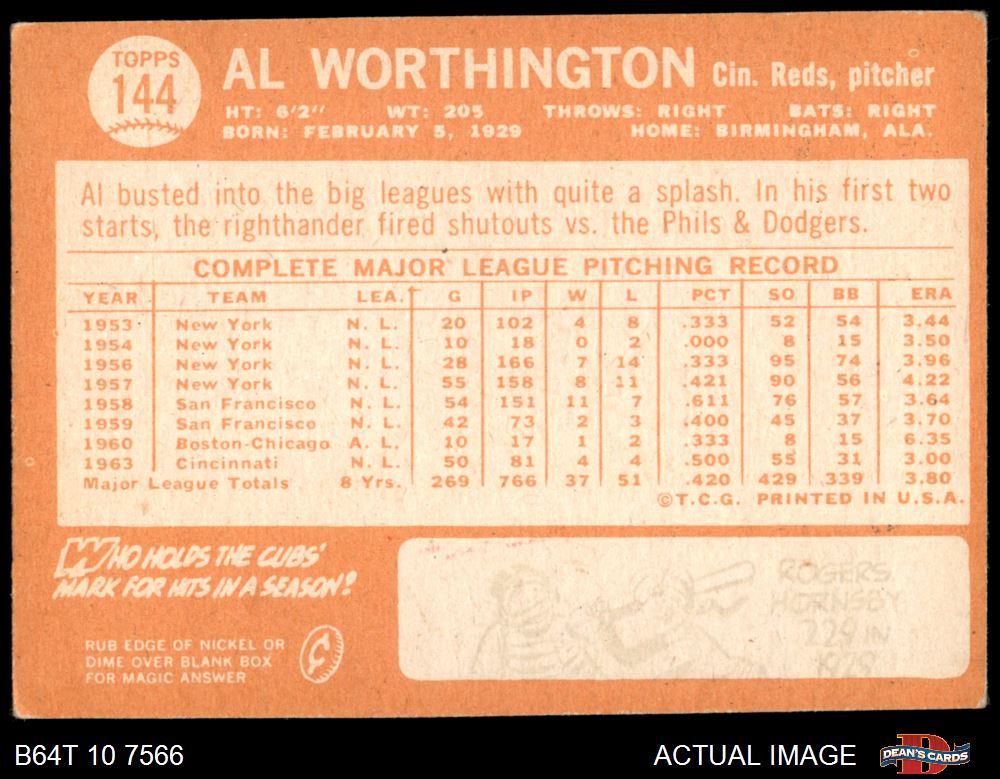 TOPPS
144
AL WORTHINGTON Cin. Reds, pitcher
HT: 6'2" WT: 205 THROWS: RIGHT BATS: RIGHT
BORN: FEBRUARY 5, 1929 HOME: BIRMINGHAM, ALA.
Al busted into the big leagues with quite a splash. In his first two
starts, the righthander fired shutouts vs. the Phils & Dodgers.
COMPLETE MAJOR LEAGUE PITCHING RECORD
YEAR TEAM LEA. G IP W L PCT SO BB ERA
1953 New York N. L. 20 102 4 8 .333 52 54 3.44
1954 New York N. L. 10 18 0 2 .000 8 15 3.50
1956 New York N. L. 28 166 7 14 .333 95 74 3.96
1957 New York N. L. 55 158 8 11 .421 90 56 4.22
1958 San Francisco N. L. 54 151 11 7 .611 76 57 3.64
1959 San Francisco N. L. 42 73 2 3 .400 45 37 3.70
1960 Boston-Chicago A. L. 10 17 1 2 .333 8 15 6.35
1963 Cincinnati N. L. 50 81 4 4 .500 55 31 3.00
Major League Totals 8 Yrs. 269 766 37 51 .420 429 339 3.80
©T.C.G. PRINTED IN U.S.A.
WHO HOLDS THE CUBS'
MARK FOR HITS IN A SEASON?
RUB EDGE OF NICKEL OR
DIME OVER BLANK BOX
FOR MAGIC ANSWER
ROGERS
HORNSBY
229 IN
1929
B64T 10 7566 ACTUAL IMAGE
DEAN'S CARDS